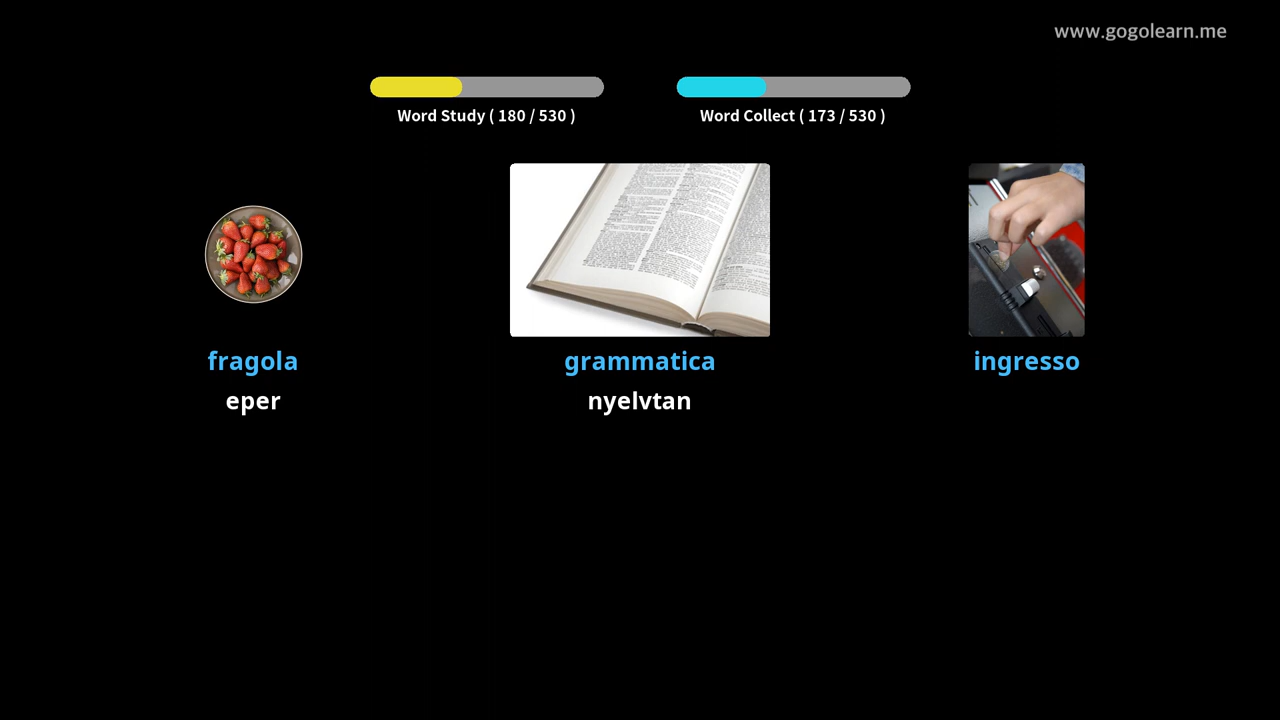 www.gogolearn.me
Word Study ( 180 / 530 )
Word Collect ( 173 / 530 )
fragola
grammatica
ingresso
eper
nyelvtan